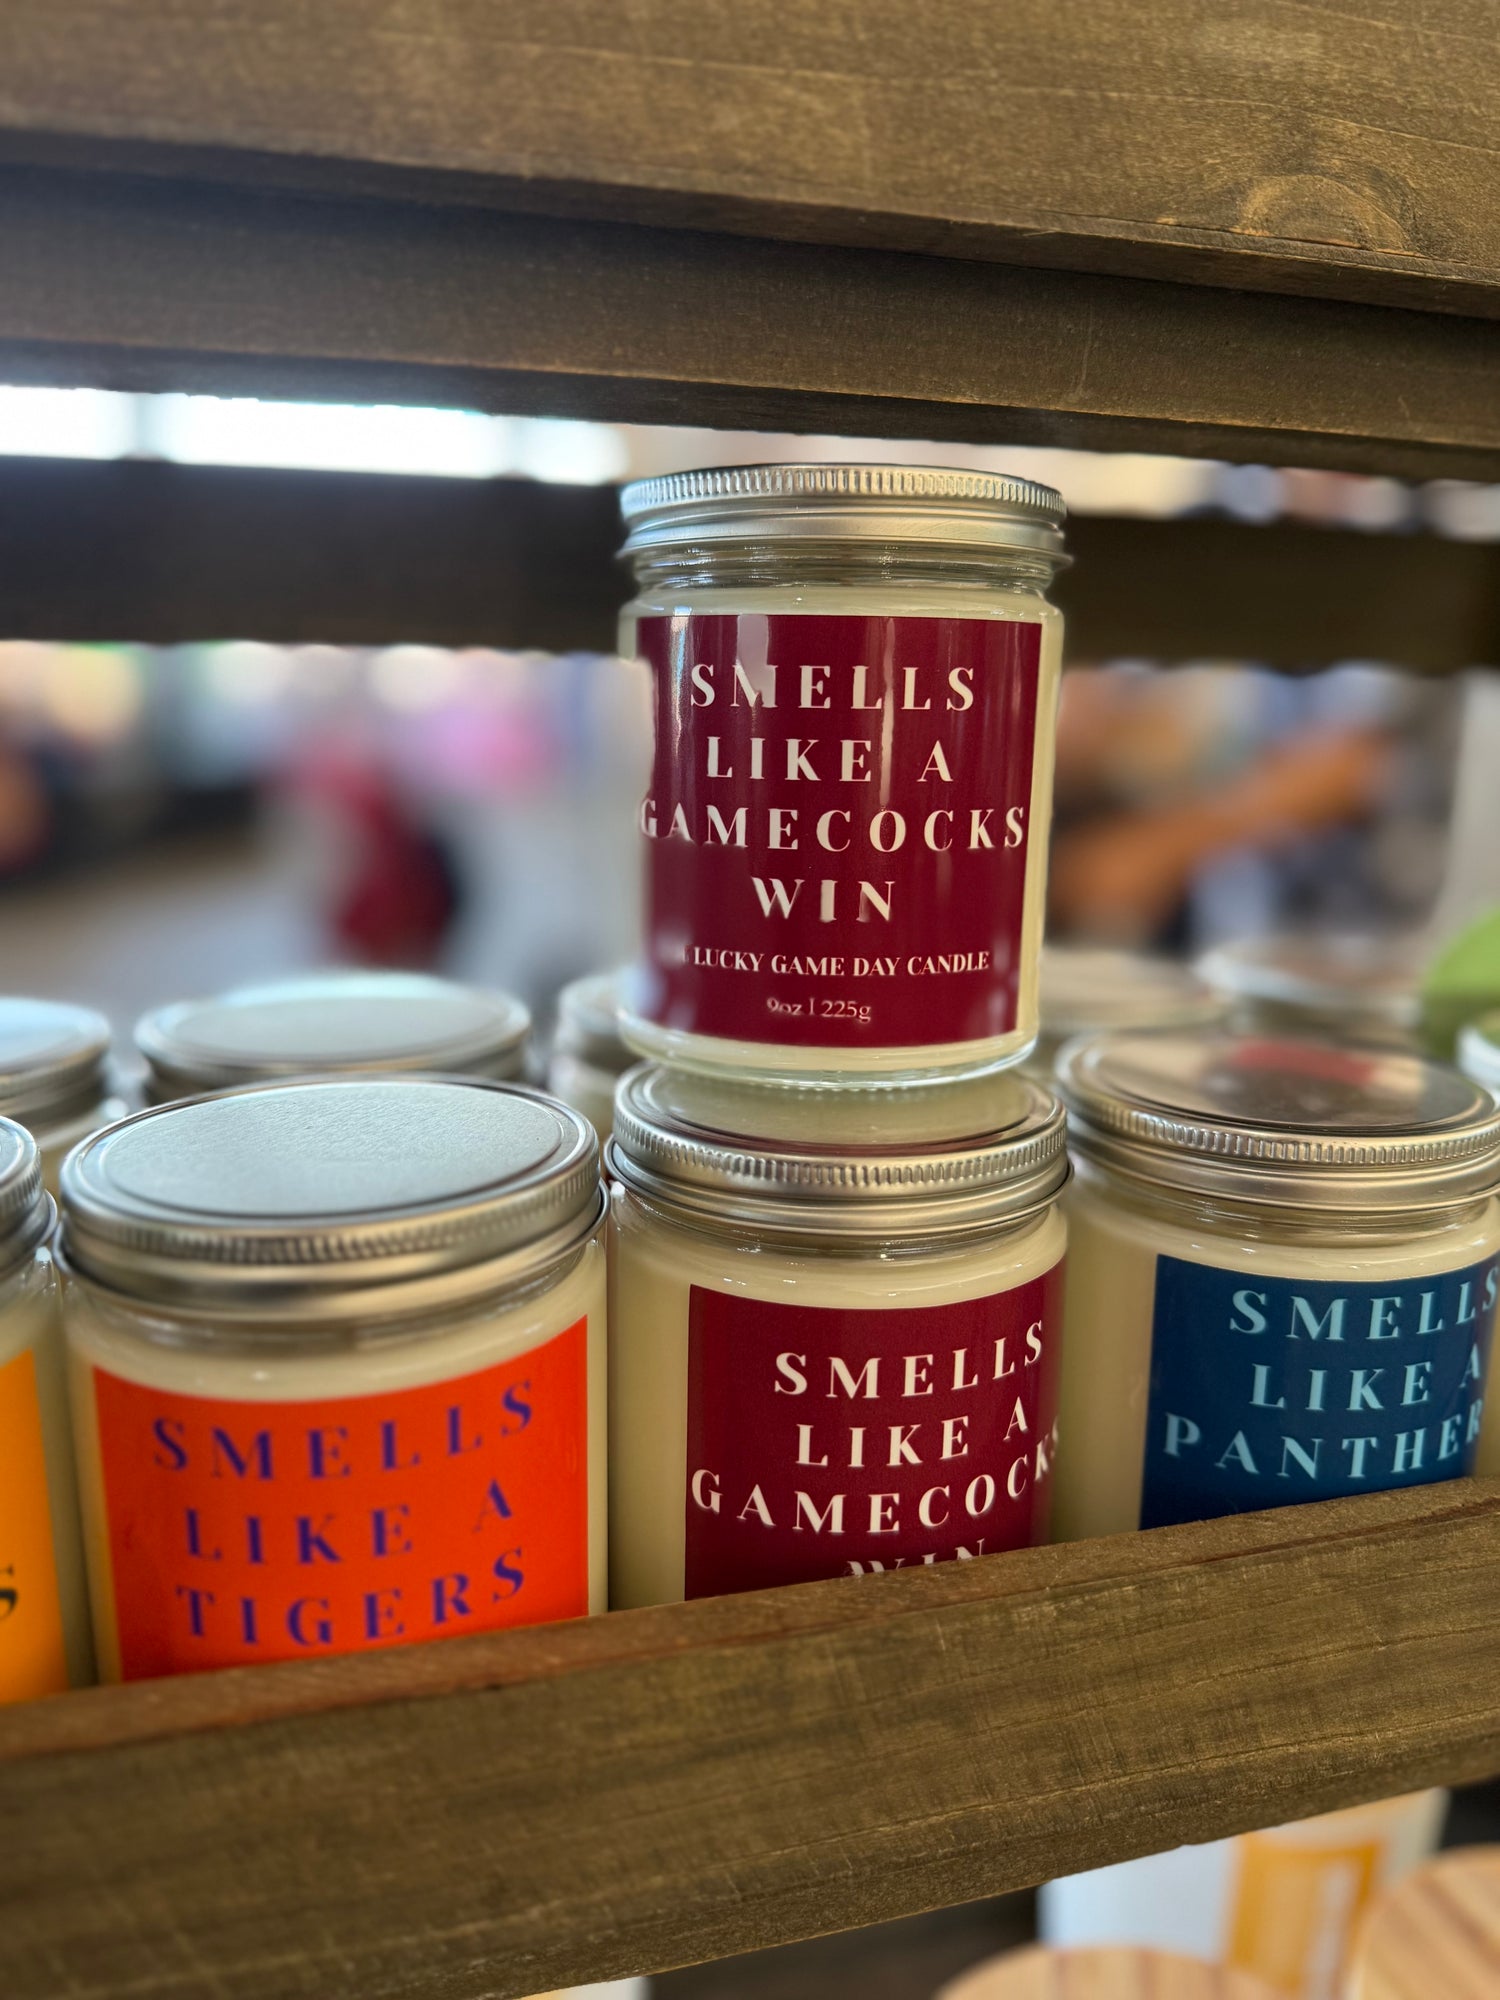 SMELLS
LIKE A
GAMECOCKS
WIN
LUCKY GAME DAY CANDLE
9oz | 225g
SMELLS
LIKE A
TIGERS
SMELLS
LIKE A
GAMECOCKS
WIN
SMELLS
LIKE A
PANTHER